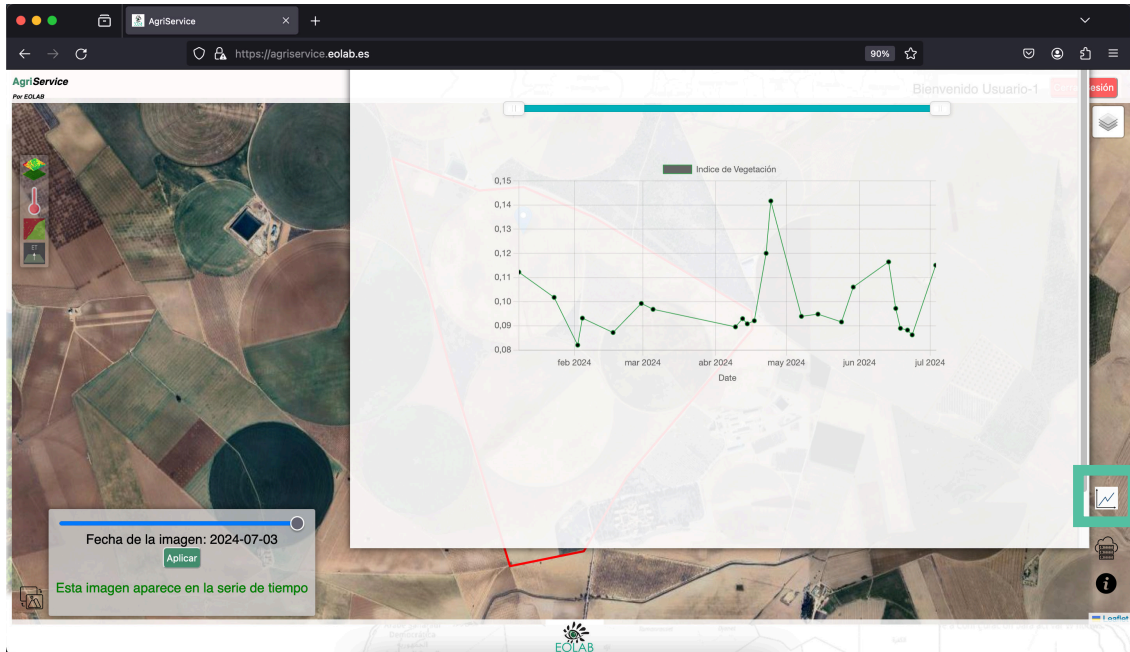 AgriService
https://agriservice.eolab.es
90%
AgriService
Por EOLAB
Bienvenido Usuario-1
Sesión
Indice de Vegetación
0,15
0,14
0,13
0,12
0,11
0,10
0,09
0,08
feb 2024
mar 2024
abr 2024
may 2024
jun 2024
jul 2024
Date
ET
Fecha de la imagen: 2024-07-03
Aplicar
Esta imagen aparece en la serie de tiempo
i
Leaflet
EOLAB